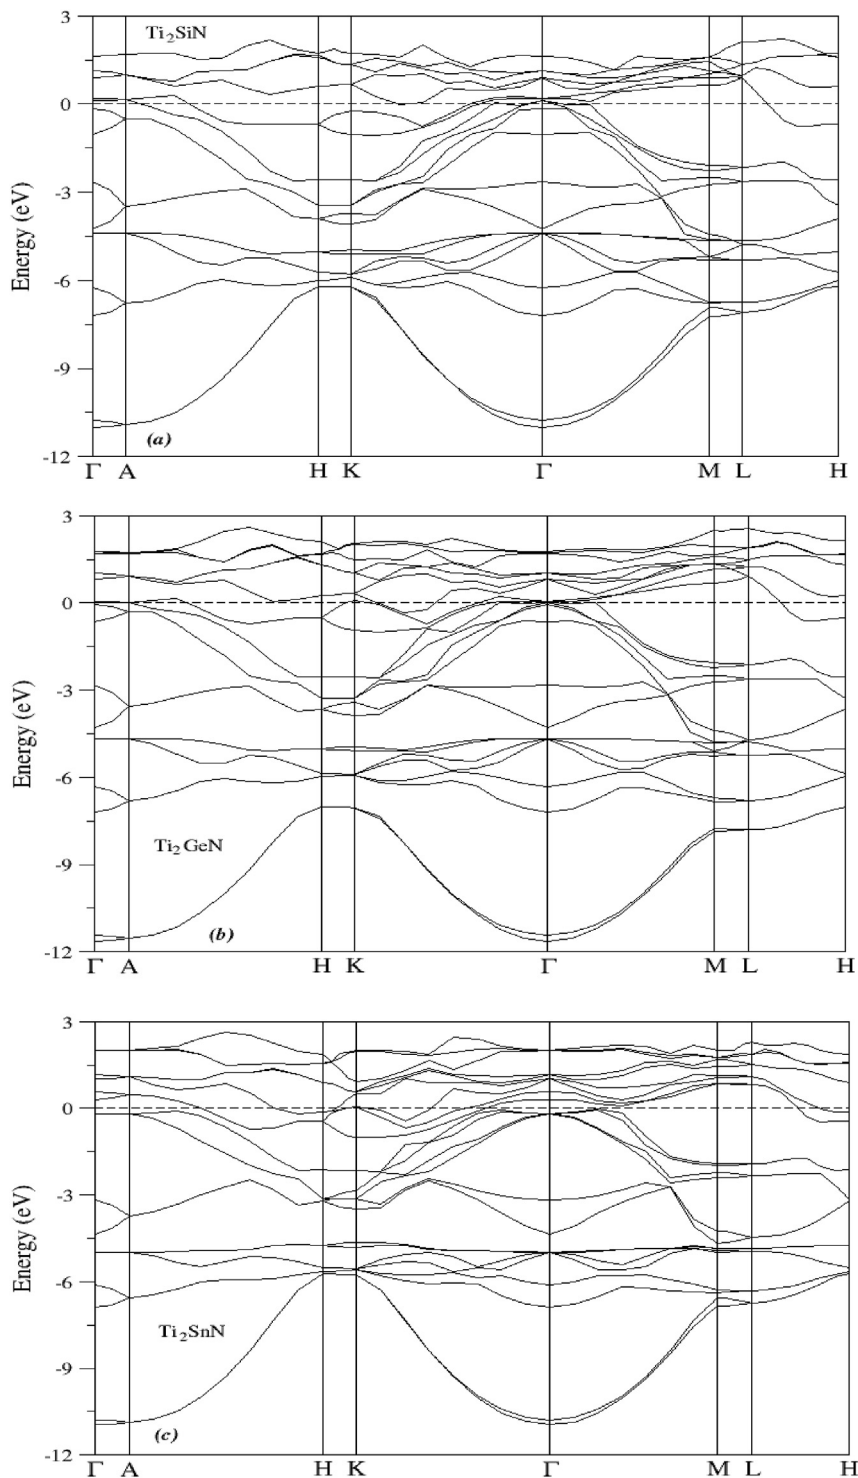 3
Ti2SiN
0
-3
Energy (eV)
-6
-9
(a)
-12
Γ A H K Γ M L H
3
0
-3
Energy (eV)
-6
Ti2GeN
-9
(b)
-12
Γ A H K Γ M L H
3
0
-3
Energy (eV)
-6
Ti2SnN
-9
(c)
-12
Γ A H K Γ M L H